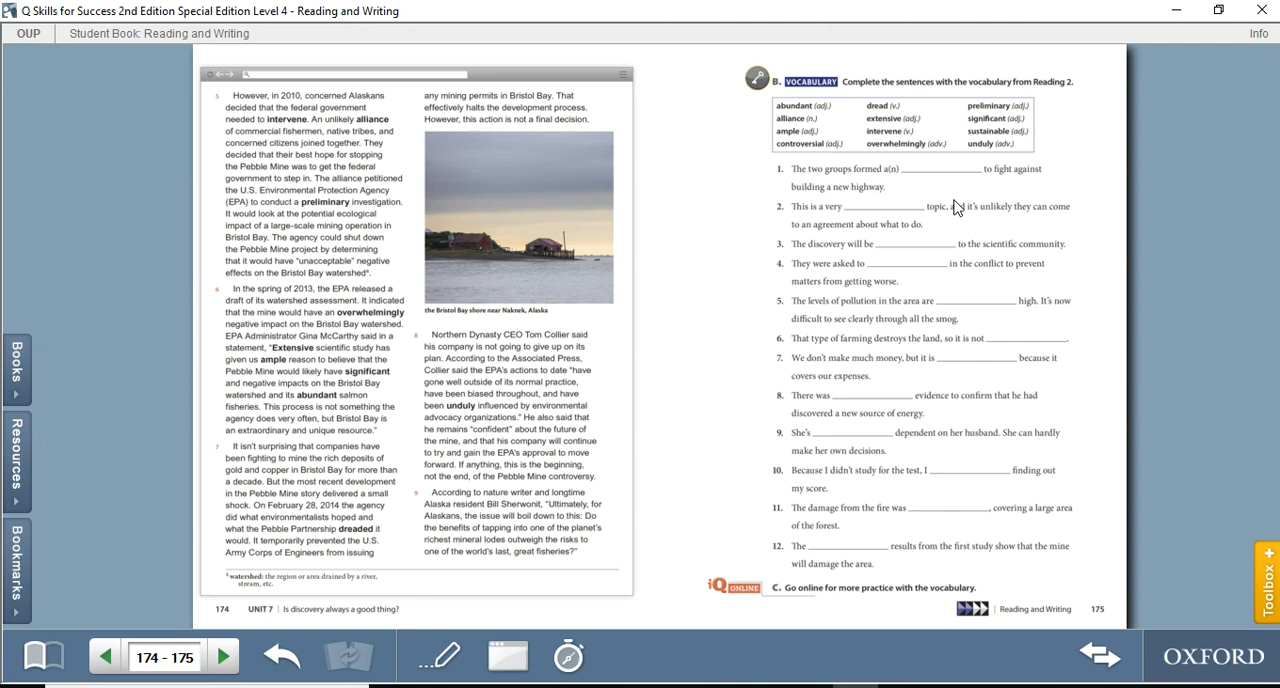 Q Skills for Success 2nd Edition Special Edition Level 4 - Reading and Writing
OUP
Student Book: Reading and Writing
Info
5 However, in 2010, concerned Alaskans
decided that the federal government
needed to intervene. An unlikely alliance
of commercial fishermen, native tribes, and
concerned citizens joined together. They
decided that their best hope for stopping
the Pebble Mine was to get the federal
government to step in. The alliance petitioned
the U.S. Environmental Protection Agency
(EPA) to conduct a preliminary investigation.
It would look at the potential ecological
impact of a large-scale mining operation in
Bristol Bay. The agency could shut down
the Pebble Mine project by determining
that it would have "unacceptable" negative
effects on the Bristol Bay watershed⁴.
6 In the spring of 2013, the EPA released a
draft of its watershed assessment. It indicated
that the mine would have an overwhelmingly
negative impact on the Bristol Bay watershed.
EPA Administrator Gina McCarthy said in a
statement, "Extensive scientific study has
given us ample reason to believe that the
Pebble Mine would likely have significant
and negative impacts on the Bristol Bay
watershed and its abundant salmon
fisheries. This process is not something the
agency does very often, but Bristol Bay is
an extraordinary and unique resource."
7 It isn't surprising that companies have
been fighting to mine the rich deposits of
gold and copper in Bristol Bay for more than
a decade. But the most recent development
in the Pebble Mine story delivered a small
shock. On February 28, 2014 the agency
did what environmentalists hoped and
what the Pebble Partnership dreaded it
would. It temporarily prevented the U.S.
Army Corps of Engineers from issuing
any mining permits in Bristol Bay. That
effectively halts the development process.
However, this action is not a final decision.
the Bristol Bay shore near Naknek, Alaska
8 Northern Dynasty CEO Tom Collier said
his company is not going to give up on its
plan. According to the Associated Press,
Collier said the EPA's actions to date "have
gone well outside of its normal practice,
have been biased throughout, and have
been unduly influenced by environmental
advocacy organizations." He also said that
he remains "confident" about the future of
the mine, and that his company will continue
to try and gain the EPA's approval to move
forward. If anything, this is the beginning,
not the end, of the Pebble Mine controversy.
9 According to nature writer and longtime
Alaska resident Bill Sherwonit, "Ultimately, for
Alaskans, the issue will boil down to this: Do
the benefits of tapping into one of the planet's
richest mineral lodes outweigh the risks to
one of the world's last, great fisheries?"
⁴ watershed: the region or area drained by a river,
stream, etc.
174 UNIT 7 | Is discovery always a good thing?
B. VOCABULARY Complete the sentences with the vocabulary from Reading 2.
abundant (adj.) dread (v.) preliminary (adj.)
alliance (n.) extensive (adj.) significant (adj.)
ample (adj.) intervene (v.) sustainable (adj.)
controversial (adj.) overwhelmingly (adv.) unduly (adv.)
1. The two groups formed a(n) ________ to fight against
building a new highway.
2. This is a very ________ topic, and it's unlikely they can come
to an agreement about what to do.
3. The discovery will be ________ to the scientific community.
4. They were asked to ________ in the conflict to prevent
matters from getting worse.
5. The levels of pollution in the area are ________ high. It's now
difficult to see clearly through all the smog.
6. That type of farming destroys the land, so it is not ________.
7. We don't make much money, but it is ________ because it
covers our expenses.
8. There was ________ evidence to confirm that he had
discovered a new source of energy.
9. She's ________ dependent on her husband. She can hardly
make her own decisions.
10. Because I didn't study for the test, I ________ finding out
my score.
11. The damage from the fire was ________, covering a large area
of the forest.
12. The ________ results from the first study show that the mine
will damage the area.
iQ ONLINE C. Go online for more practice with the vocabulary.
Reading and Writing 175
Books
Resources
Bookmarks
Toolbox +
174 - 175
OXFORD